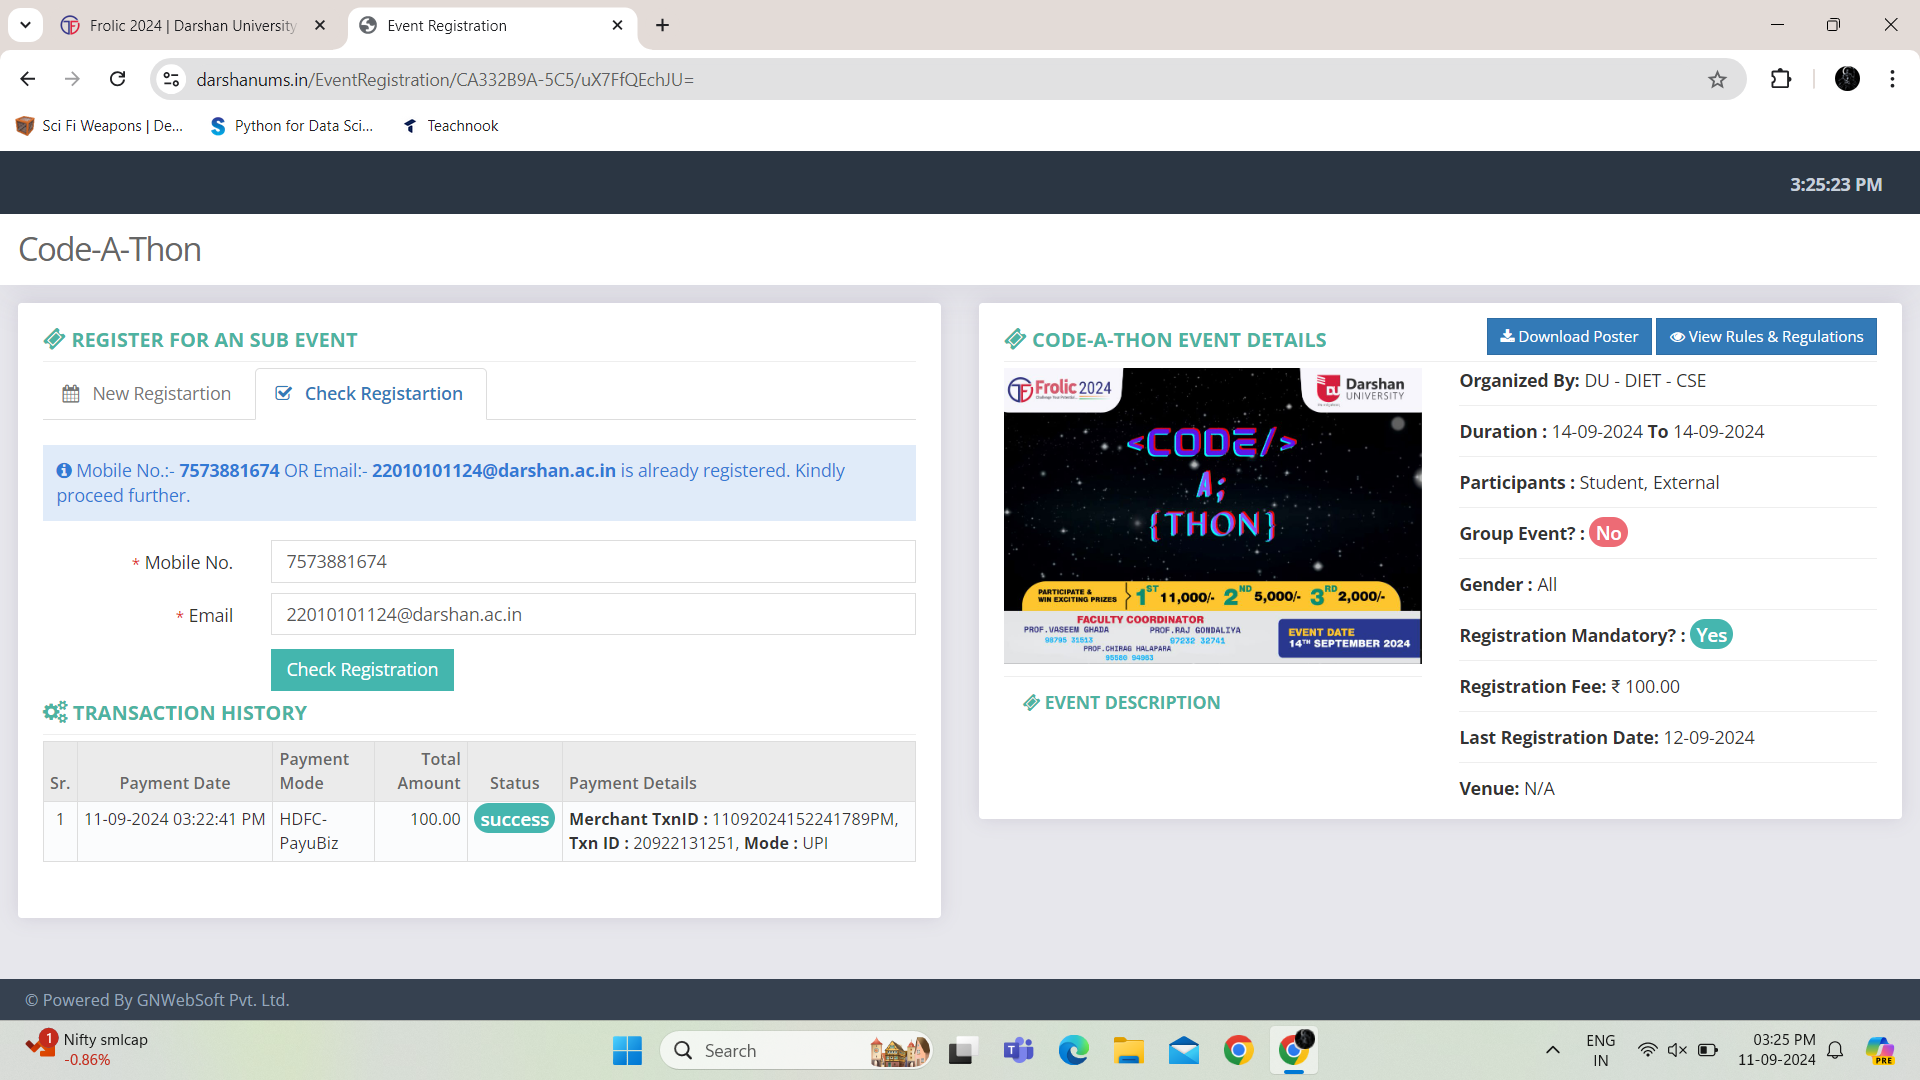 Frolic 2024 | Darshan University
Event Registration
darshanums.in/EventRegistration/CA332B9A-5C5/uX7FfQEchJU=
Sci Fi Weapons | De...
Python for Data Sci...
Teachnook
3:25:23 PM
Code-A-Thon
REGISTER FOR AN SUB EVENT
New Registartion
Check Registartion
Mobile No.:- 7573881674 OR Email:- 22010101124@darshan.ac.in is already registered. Kindly
proceed further.
* Mobile No.
7573881674
* Email
22010101124@darshan.ac.in
Check Registration
TRANSACTION HISTORY
Sr. Payment Date Payment Mode Total Amount Status Payment Details
1 11-09-2024 03:22:41 PM HDFC-PayuBiz 100.00 success Merchant TxnID : 11092024152241789PM,
Txn ID : 20922131251, Mode : UPI
CODE-A-THON EVENT DETAILS
Download Poster
View Rules & Regulations
Frolic 2024
Darshan
UNIVERSITY
<CODE/>
A;
{THON}
PARTICIPATE &
WIN EXCITING PRIZES
1ST 11,000/- 2ND 5,000/- 3RD 2,000/-
FACULTY COORDINATOR
PROF.VASEEM GHADA
98795 31513
PROF.RAJ GONDALIYA
97232 32741
PROF.CHIRAG HALAPARA
EVENT DATE
14TH SEPTEMBER 2024
EVENT DESCRIPTION
Organized By: DU - DIET - CSE
Duration : 14-09-2024 To 14-09-2024
Participants : Student, External
Group Event? : No
Gender : All
Registration Mandatory? : Yes
Registration Fee: ₹ 100.00
Last Registration Date: 12-09-2024
Venue: N/A
© Powered By GNWebSoft Pvt. Ltd.
1
Nifty smlcap
-0.86%
Search
ENG
IN
03:25 PM
11-09-2024
PRE